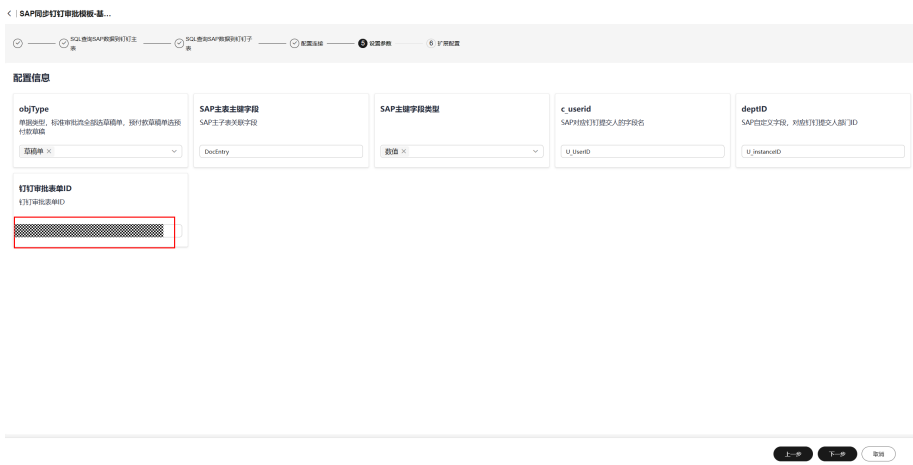 SAP同步钉钉审批模板-基...
SQL查询SAP数据到钉钉主
表
SQL查询SAP数据到钉钉子
表
配置连接
5 设置参数
6 扩展配置
配置信息
objType
单据类型，标准审批流全部选草稿单，预付款草稿单选预
付款草稿
草稿单 ×
SAP主表主键字段
SAP主子表关联字段
DocEntry
SAP主键字段类型
数值 ×
c_userid
SAP对应钉钉提交人的字段名
U_UserID
deptID
SAP自定义字段，对应钉钉提交人部门ID
U_instanceID
钉钉审批表单ID
钉钉审批表单ID
上一步
下一步
取消